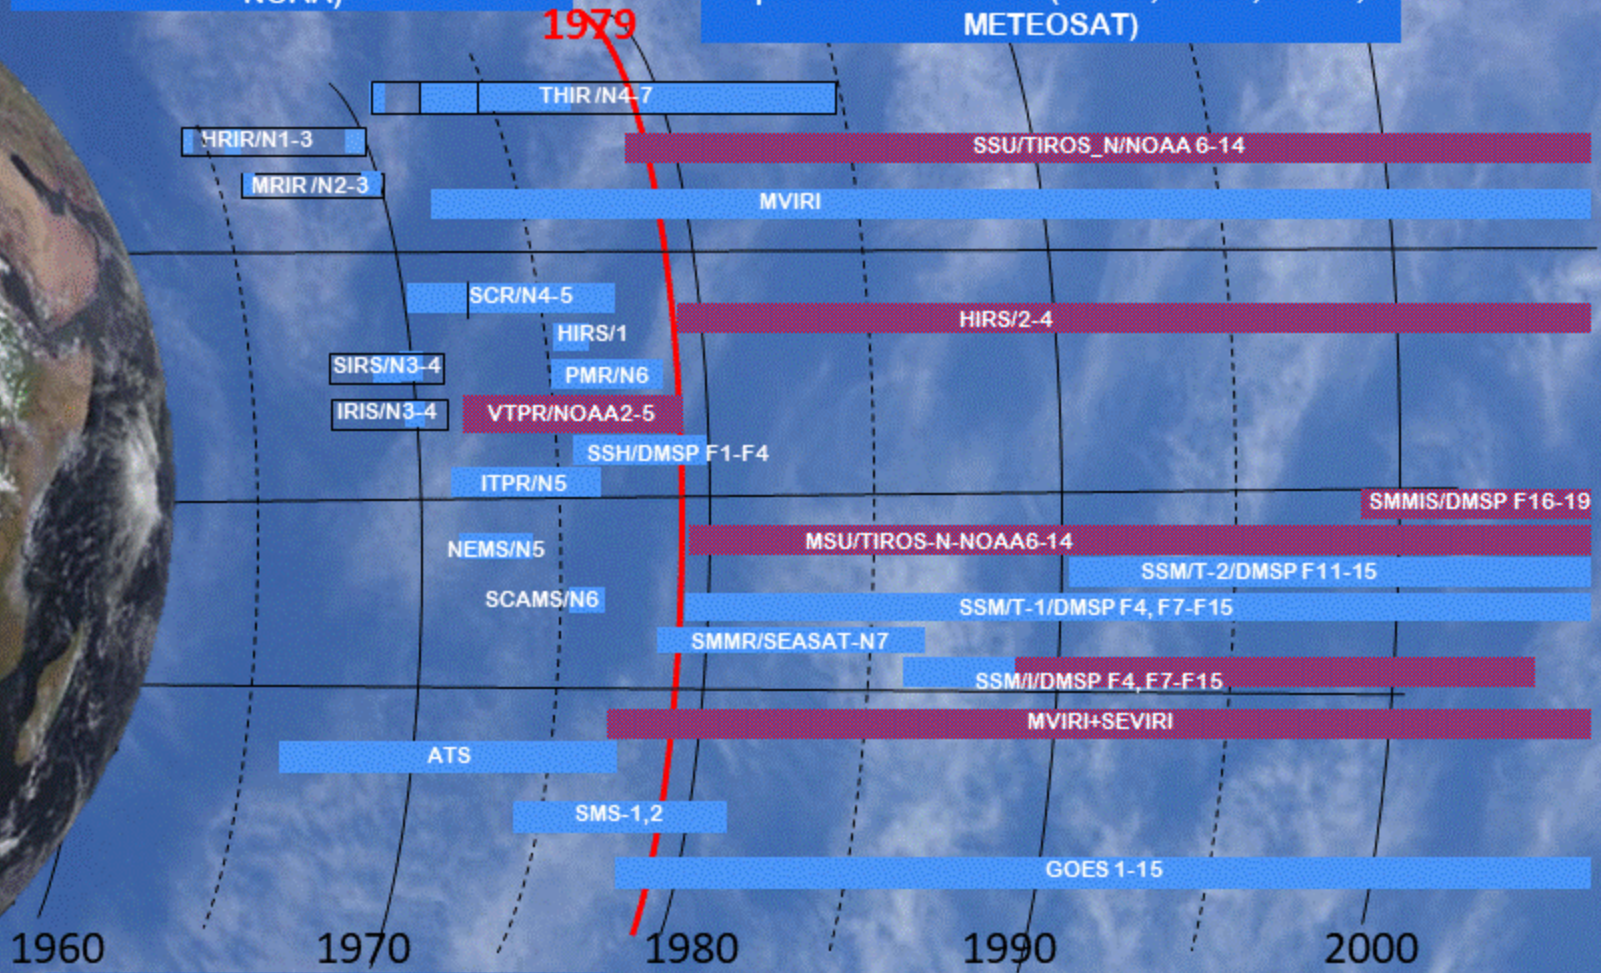 NOAA)
1979
METEOSAT)
THIR/N4-7
HRIR/N1-3
SSU/TIROS_N/NOAA 6-14
MRIR/N2-3
MVIRI
SCR/N4-5
HIRS/2-4
HIRS/1
SIRS/N3-4
PMR/N6
IRIS/N3-4
VTPR/NOAA2-5
SSH/DMSP F1-F4
ITPR/N5
SMMIS/DMSP F16-19
MSU/TIROS-N-NOAA6-14
NEMS/N5
SSM/T-2/DMSP F11-15
SCAMS/N6
SSM/T-1/DMSP F4, F7-F15
SMMR/SEASAT-N7
SSM/I/DMSP F4, F7-F15
MVIRI+SEVIRI
ATS
SMS-1,2
GOES 1-15
1960
1970
1980
1990
2000